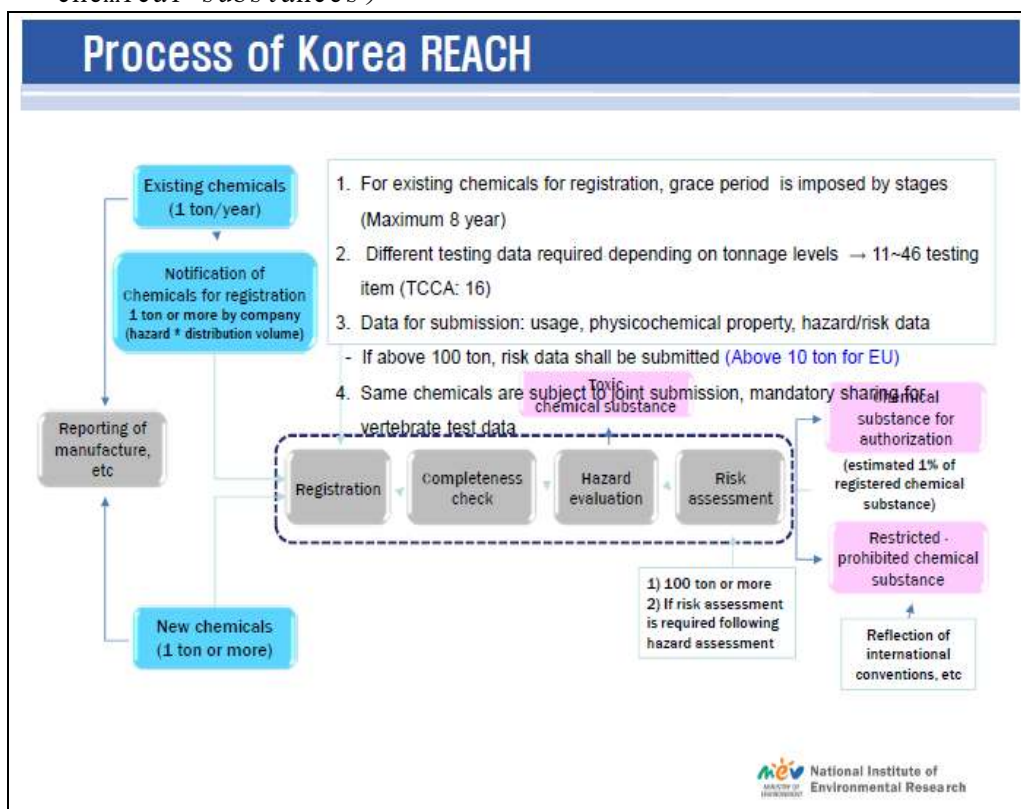 chemical substances)
Process of Korea REACH
Existing chemicals
(1 ton/year)
Notification of
Chemicals for registration
1 ton or more by company
(hazard * distribution volume)
Reporting of
manufacture,
etc
New chemicals
(1 ton or more)
1. For existing chemicals for registration, grace period is imposed by stages
(Maximum 8 year)
2. Different testing data required depending on tonnage levels → 11~46 testing
item (TCCA: 16)
3. Data for submission: usage, physicochemical property, hazard/risk data
- If above 100 ton, risk data shall be submitted (Above 10 ton for EU)
4. Same chemicals are subject to joint submission, mandatory sharing for
vertebrate test data
Toxic
chemical substance
Registration
Completeness
check
Hazard
evaluation
Risk
assessment
Chemical
substance for
authorization
(estimated 1% of
registered chemical
substance)
Restricted -
prohibited chemical
substance
1) 100 ton or more
2) If risk assessment
is required following
hazard assessment
Reflection of
international
conventions, etc
mev
MINISTRY OF
ENVIRONMENT
National Institute of
Environmental Research